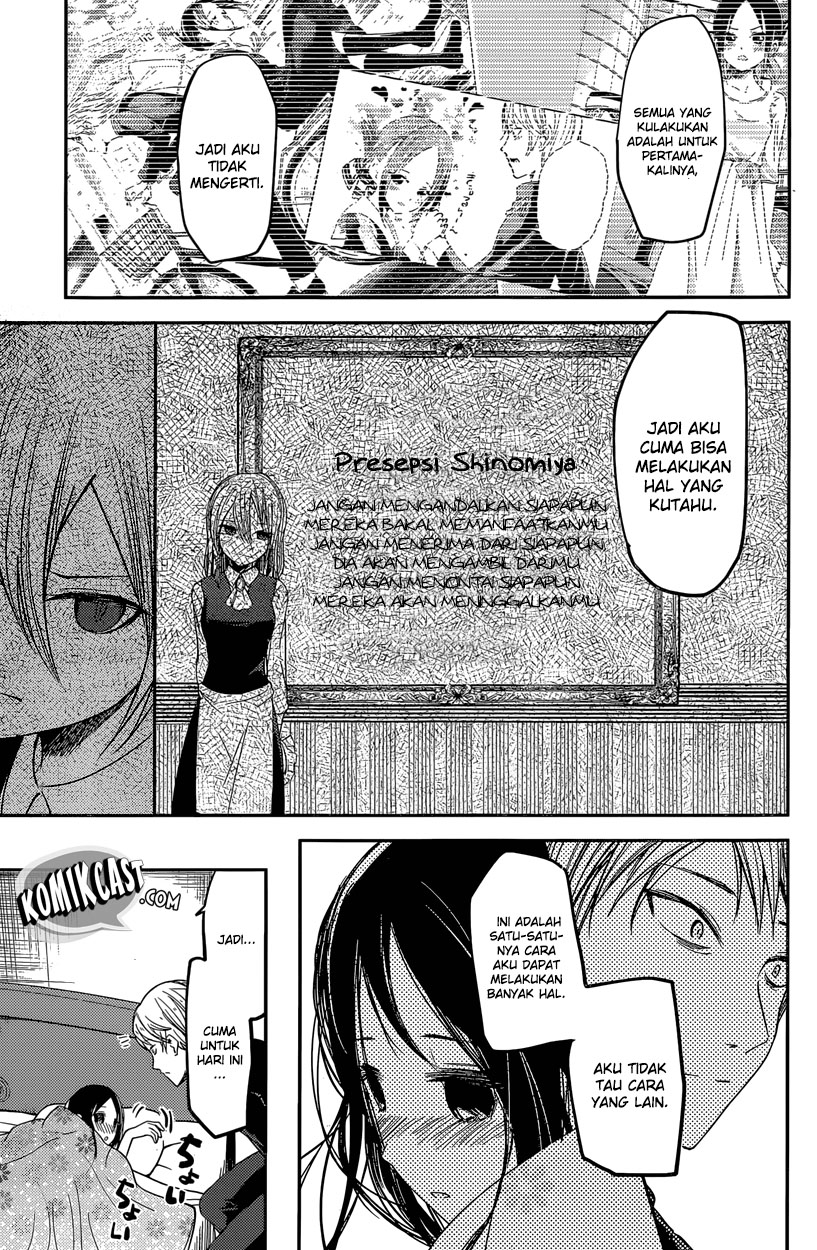 SEMUA YANG
KULAKUKAN
ADALAH UNTUK
PERTAMA-
KALINYA,
JADI AKU
TIDAK
MENGERTI.
JADI AKU
CUMA BISA
MELAKUKAN
HAL YANG
KUTAHU.
Presepsi Shinomiya
JANGAN MENGANDALKAN SIAPAPUN
MEREKA BAKAL MEMANFAATKANMU
JANGAN MENERIMA DARI SIAPAPUN
DIA AKAN MENGAMBIL DARIMU
JANGAN MENCINTAI SIAPAPUN
MEREKA AKAN MENINGGALKANMU
INI ADALAH
SATU-SATU-
NYA CARA
AKU DAPAT
MELAKUKAN
BANYAK HAL.
AKU TIDAK
TAU CARA
YANG LAIN.
JADI...
CUMA
UNTUK
HARI INI
...
ちょい
ちょい
KOMIKCAST
.COM